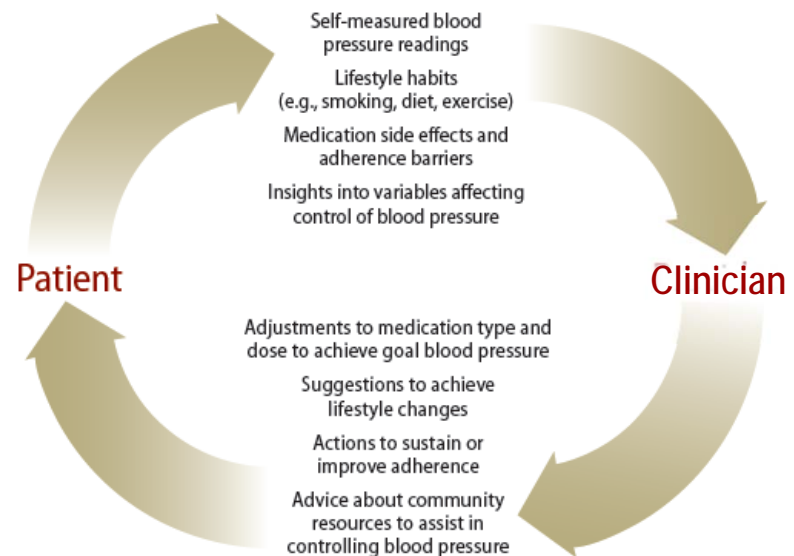 Self-measured blood
pressure readings
Lifestyle habits
(e.g., smoking, diet, exercise)
Medication side effects and
adherence barriers
Insights into variables affecting
control of blood pressure
Patient
Clinician
Adjustments to medication type and
dose to achieve goal blood pressure
Suggestions to achieve
lifestyle changes
Actions to sustain or
improve adherence
Advice about community
resources to assist in
controlling blood pressure